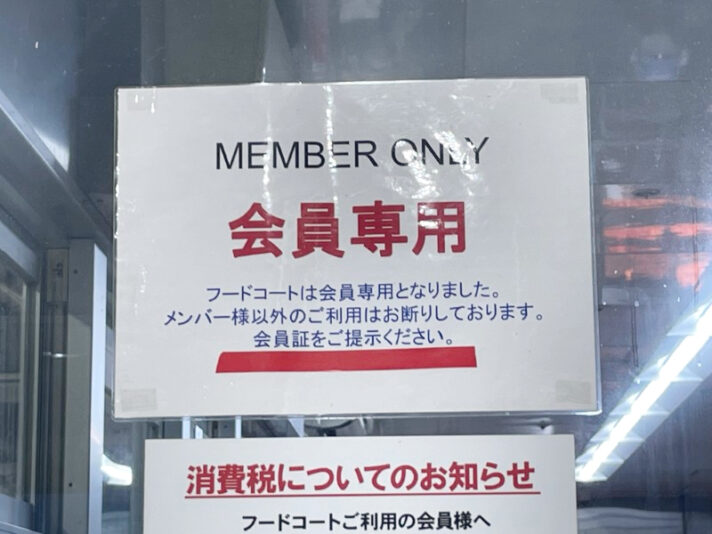 MEMBER ONLY
会員専用
フードコートは会員専用となりました。
メンバー様以外のご利用はお断りしております。
会員証をご提示ください。
消費税についてのお知らせ
フードコートご利用の会員様へ